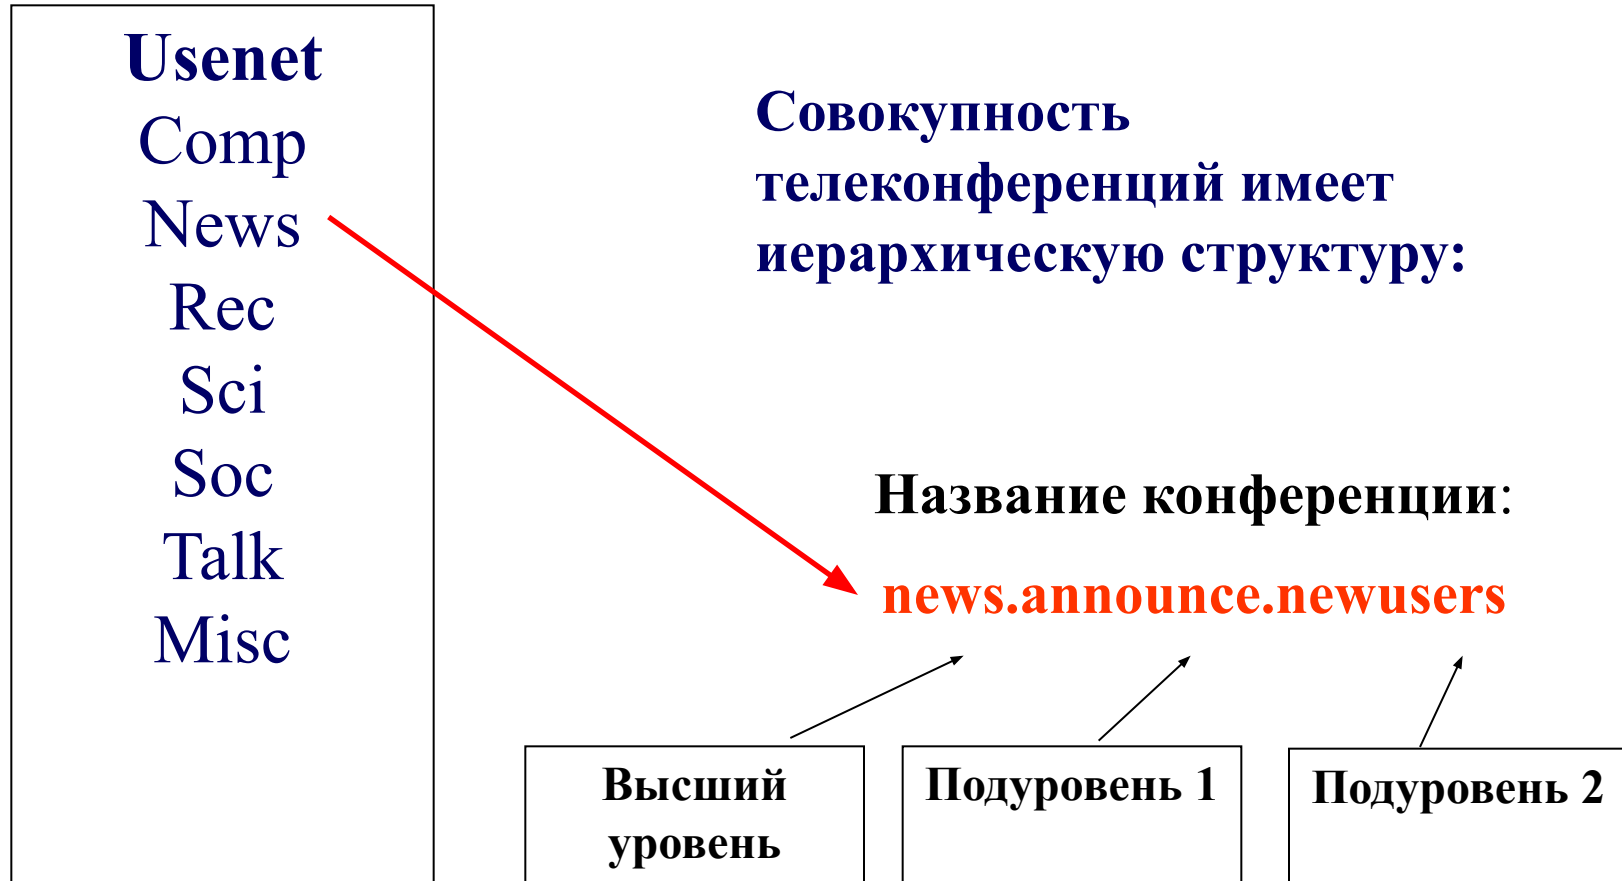 Usenet
Comp
News
Rec
Sci
Soc
Talk
Misc
Совокупность
телеконференций имеет
иерархическую структуру:
Название конференции:
news.announce.newusers
Высший
уровень
Подуровень 1
Подуровень 2